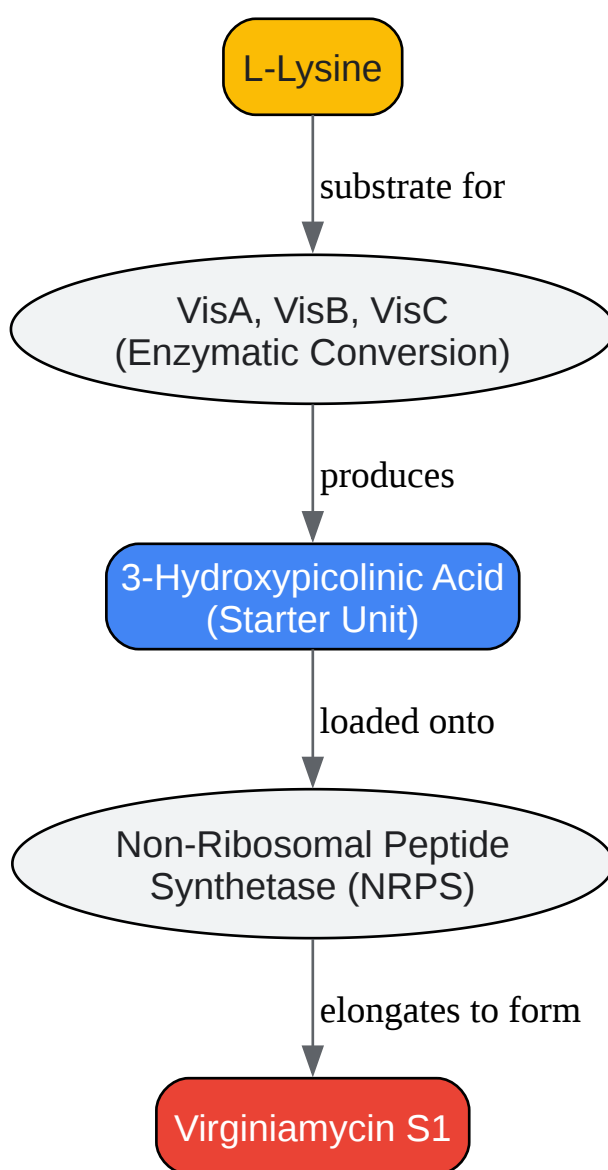 L-Lysine
substrate for
VisA, VisB, VisC
(Enzymatic Conversion)
produces
3-Hydroxypicolinic Acid
(Starter Unit)
loaded onto
Non-Ribosomal Peptide
Synthetase (NRPS)
elongates to form
Virginiamycin S1